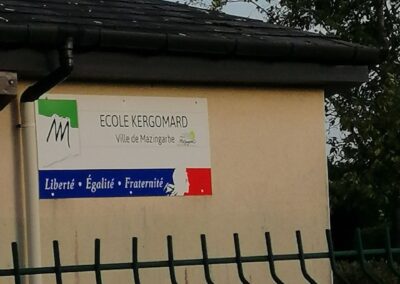 ECOLE KERGOMARD
Ville de Mazingarbe
Liberté • Égalité • Fraternité